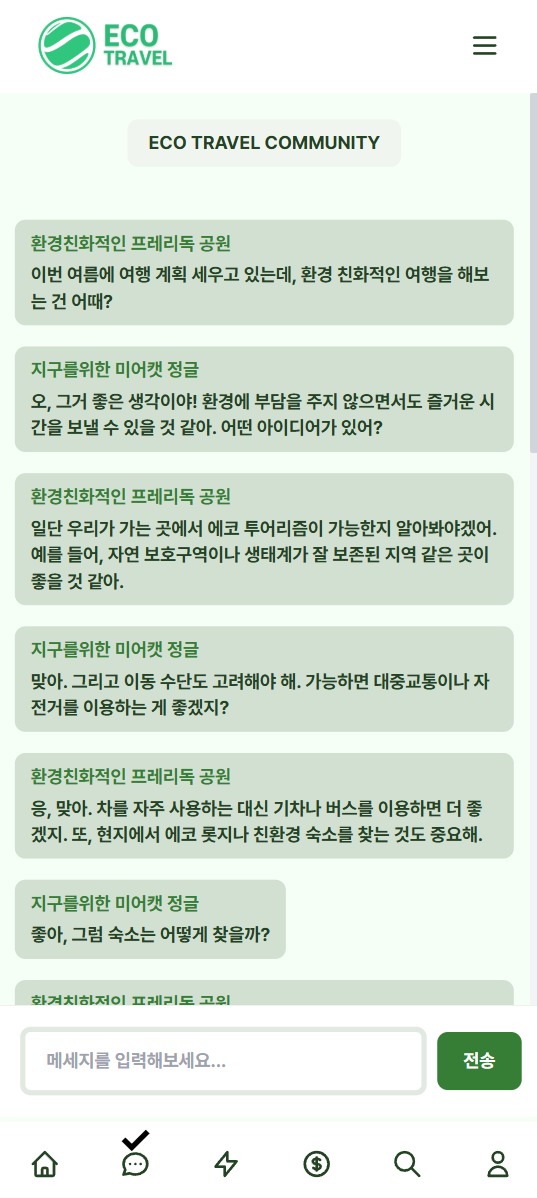 ECO
TRAVEL
ECO TRAVEL COMMUNITY
환경친화적인 프레리독 공원
이번 여름에 여행 계획 세우고 있는데, 환경 친화적인 여행을 해보
는 건 어때?
지구를위한 미어캣 정글
오, 그거 좋은 생각이야! 환경에 부담을 주지 않으면서도 즐거운 시
간을 보낼 수 있을 것 같아. 어떤 아이디어가 있어?
환경친화적인 프레리독 공원
일단 우리가 가는 곳에서 에코 투어리즘이 가능한지 알아봐야겠어.
예를 들어, 자연 보호구역이나 생태계가 잘 보존된 지역 같은 곳이
좋을 것 같아.
지구를위한 미어캣 정글
맞아. 그리고 이동 수단도 고려해야 해. 가능하면 대중교통이나 자
전거를 이용하는 게 좋겠지?
환경친화적인 프레리독 공원
응, 맞아. 차를 자주 사용하는 대신 기차나 버스를 이용하면 더 좋
겠지. 또, 현지에서 에코 롯지나 친환경 숙소를 찾는 것도 중요해.
지구를위한 미어캣 정글
좋아, 그럼 숙소는 어떻게 찾을까?
환경친화적인 프레리독 공원
메세지를 입력해보세요...
전송